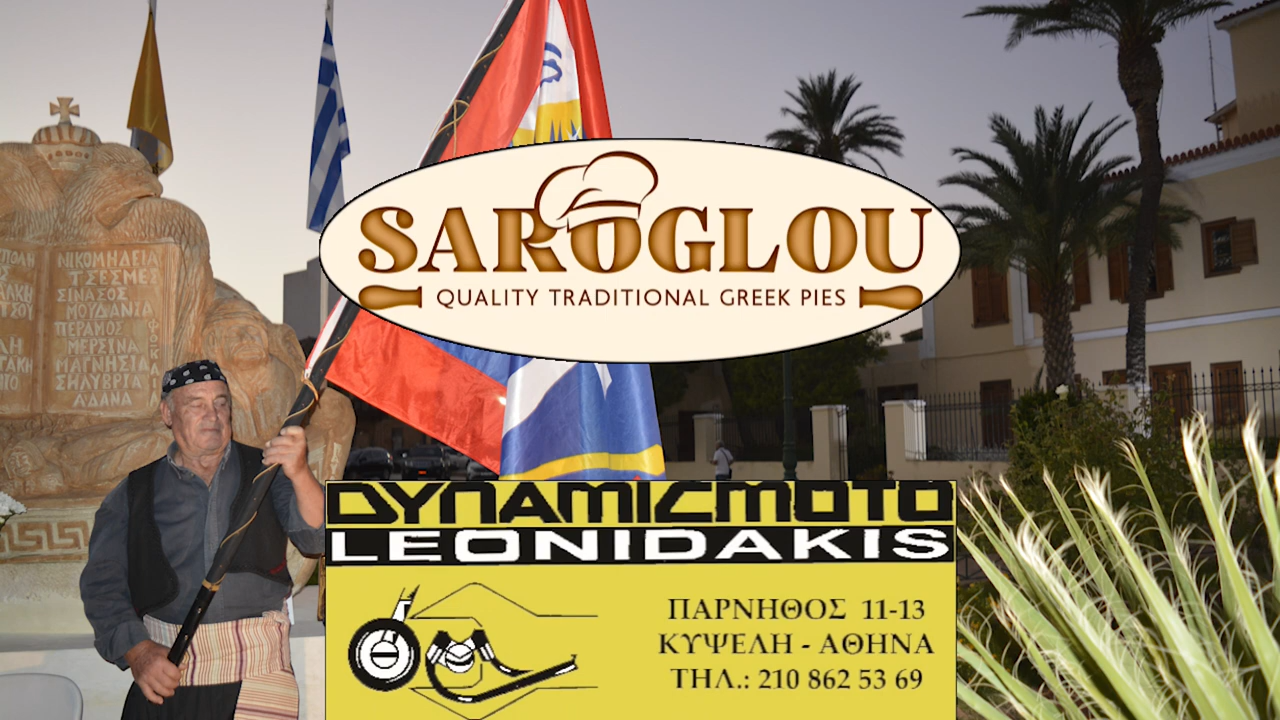 ΝΙΚΟΜΗΔΕΙΑ
ΤΣΕΣΜΕΣ
ΣΙΝΑΣΟΣ
ΜΟΥΔΑΝΙΑ
ΠΕΡΑΜΟΣ
ΜΕΡΣΙΝΑ
ΜΑΓΝΗΣΙΑ
ΣΗΛΥΒΡΙΑ
ΑΔΑΝΑ
SAROGLOU
QUALITY TRADITIONAL GREEK PIES
DYNAMICMOTO
LEONIDAKIS
ΠΑΡΝΗΘΟΣ 11-13
ΚΥΨΕΛΗ - ΑΘΗΝΑ
ΤΗΛ.: 210 862 53 69